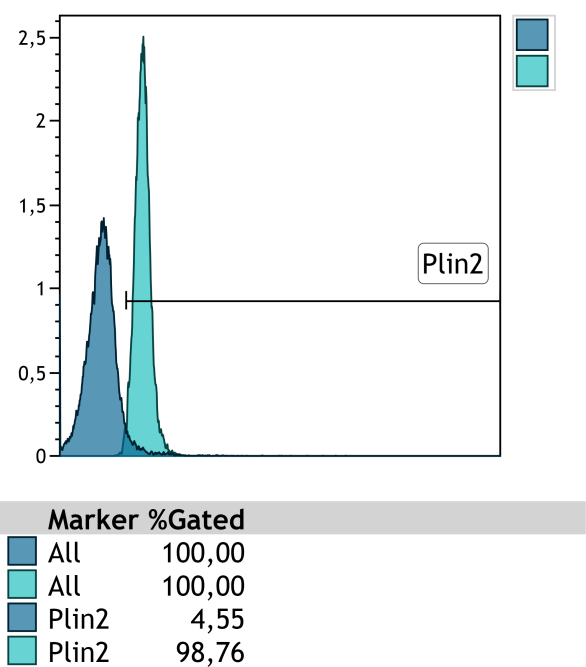 2,5
2
1,5
1
0,5
0
Plin2
Marker %Gated
All 100,00
All 100,00
Plin2 4,55
Plin2 98,76